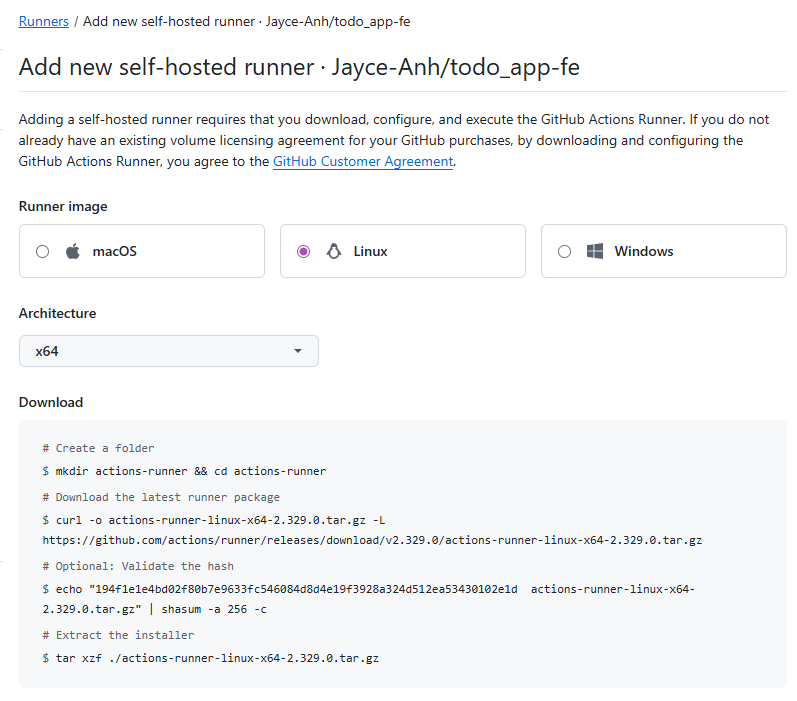 Runners / Add new self-hosted runner · Jayce-Anh/todo_app-fe
Add new self-hosted runner · Jayce-Anh/todo_app-fe
Adding a self-hosted runner requires that you download, configure, and execute the GitHub Actions Runner. If you do not
already have an existing volume licensing agreement for your GitHub purchases, by downloading and configuring the
GitHub Actions Runner, you agree to the GitHub Customer Agreement.
Runner image
macOS
Linux
Windows
Architecture
x64
Download
# Create a folder
$ mkdir actions-runner && cd actions-runner
# Download the latest runner package
$ curl -o actions-runner-linux-x64-2.329.0.tar.gz -L
https://github.com/actions/runner/releases/download/v2.329.0/actions-runner-linux-x64-2.329.0.tar.gz
# Optional: Validate the hash
$ echo "194f1e1e4bd02f80b7e9633fc546084d8d4e19f3928a324d512ea53430102e1d  actions-runner-linux-x64-
2.329.0.tar.gz" | shasum -a 256 -c
# Extract the installer
$ tar xzf ./actions-runner-linux-x64-2.329.0.tar.gz